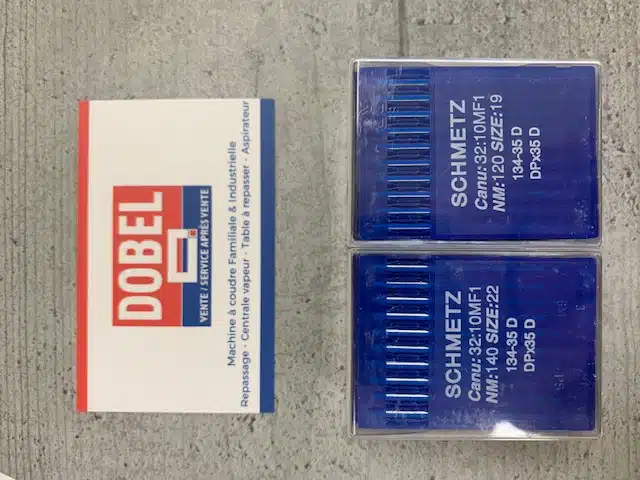 DOBEL
VENTE / SERVICE APRÈS VENTE
Machine à coudre Familiale & Industrielle
Repassage - Centrale vapeur - Table à repasser - Aspirateur
SCHMETZ
Canu: 32:10MF1
NM:120 SIZE:19
134-35 D
DPx35 D
SCHMETZ
Canu:32:10MF1
NM:140 SIZE:22
134-35 D
DPx35 D